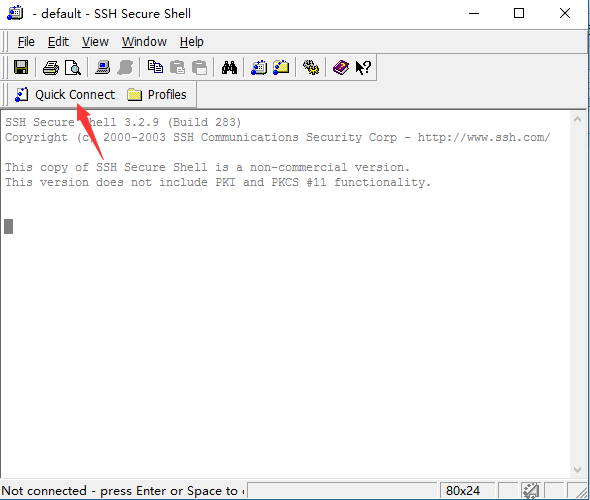 - default - SSH Secure Shell
File Edit View Window Help
Quick Connect Profiles
SSH Secure Shell 3.2.9 (Build 283)
Copyright (c) 2000-2003 SSH Communications Security Corp - http://www.ssh.com/
This copy of SSH Secure Shell is a non-commercial version.
This version does not include PKI and PKCS #11 functionality.
Not connected - press Enter or Space to 80x24